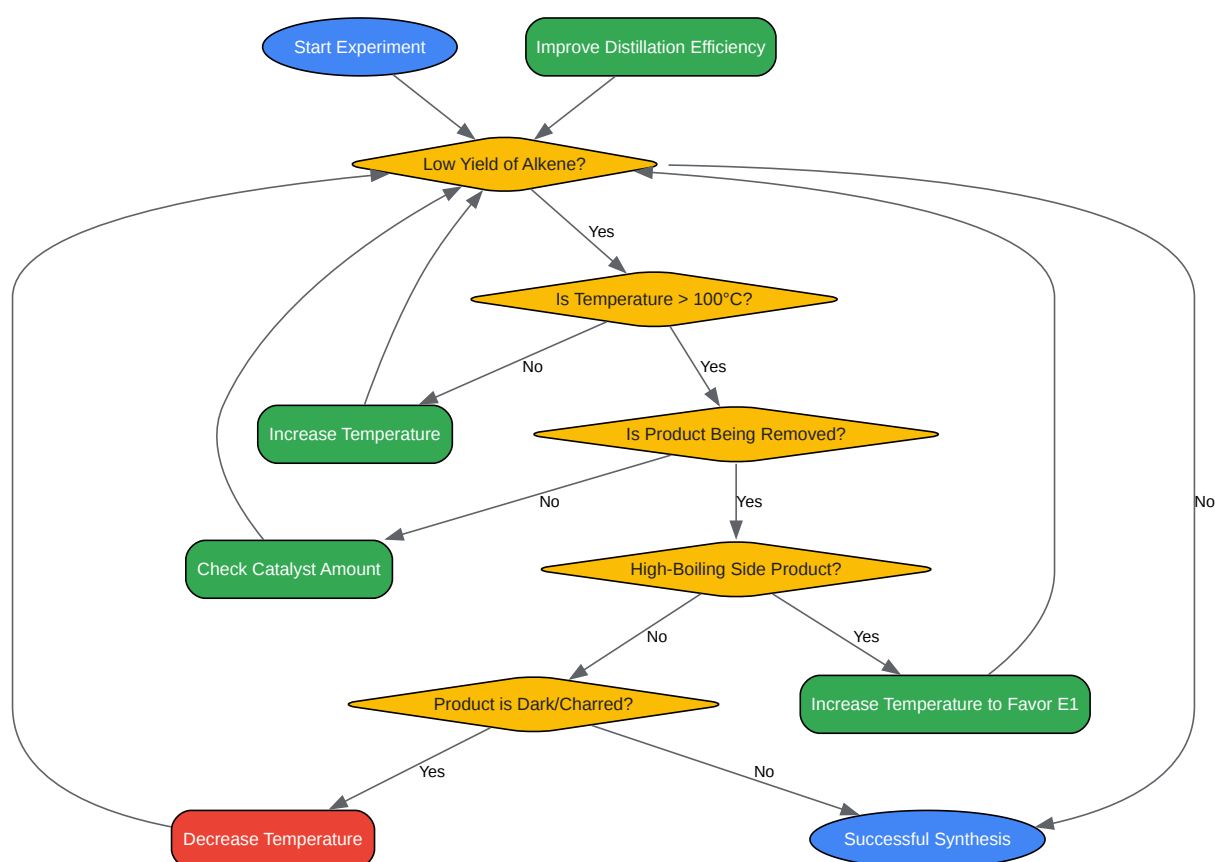 Start Experiment
Improve Distillation Efficiency
Low Yield of Alkene?
Yes
Is Temperature > 100°C?
No
Yes
Increase Temperature
Is Product Being Removed?
No
Yes
No
Check Catalyst Amount
High-Boiling Side Product?
No
Yes
Product is Dark/Charred?
Increase Temperature to Favor E1
Yes
No
Decrease Temperature
Successful Synthesis